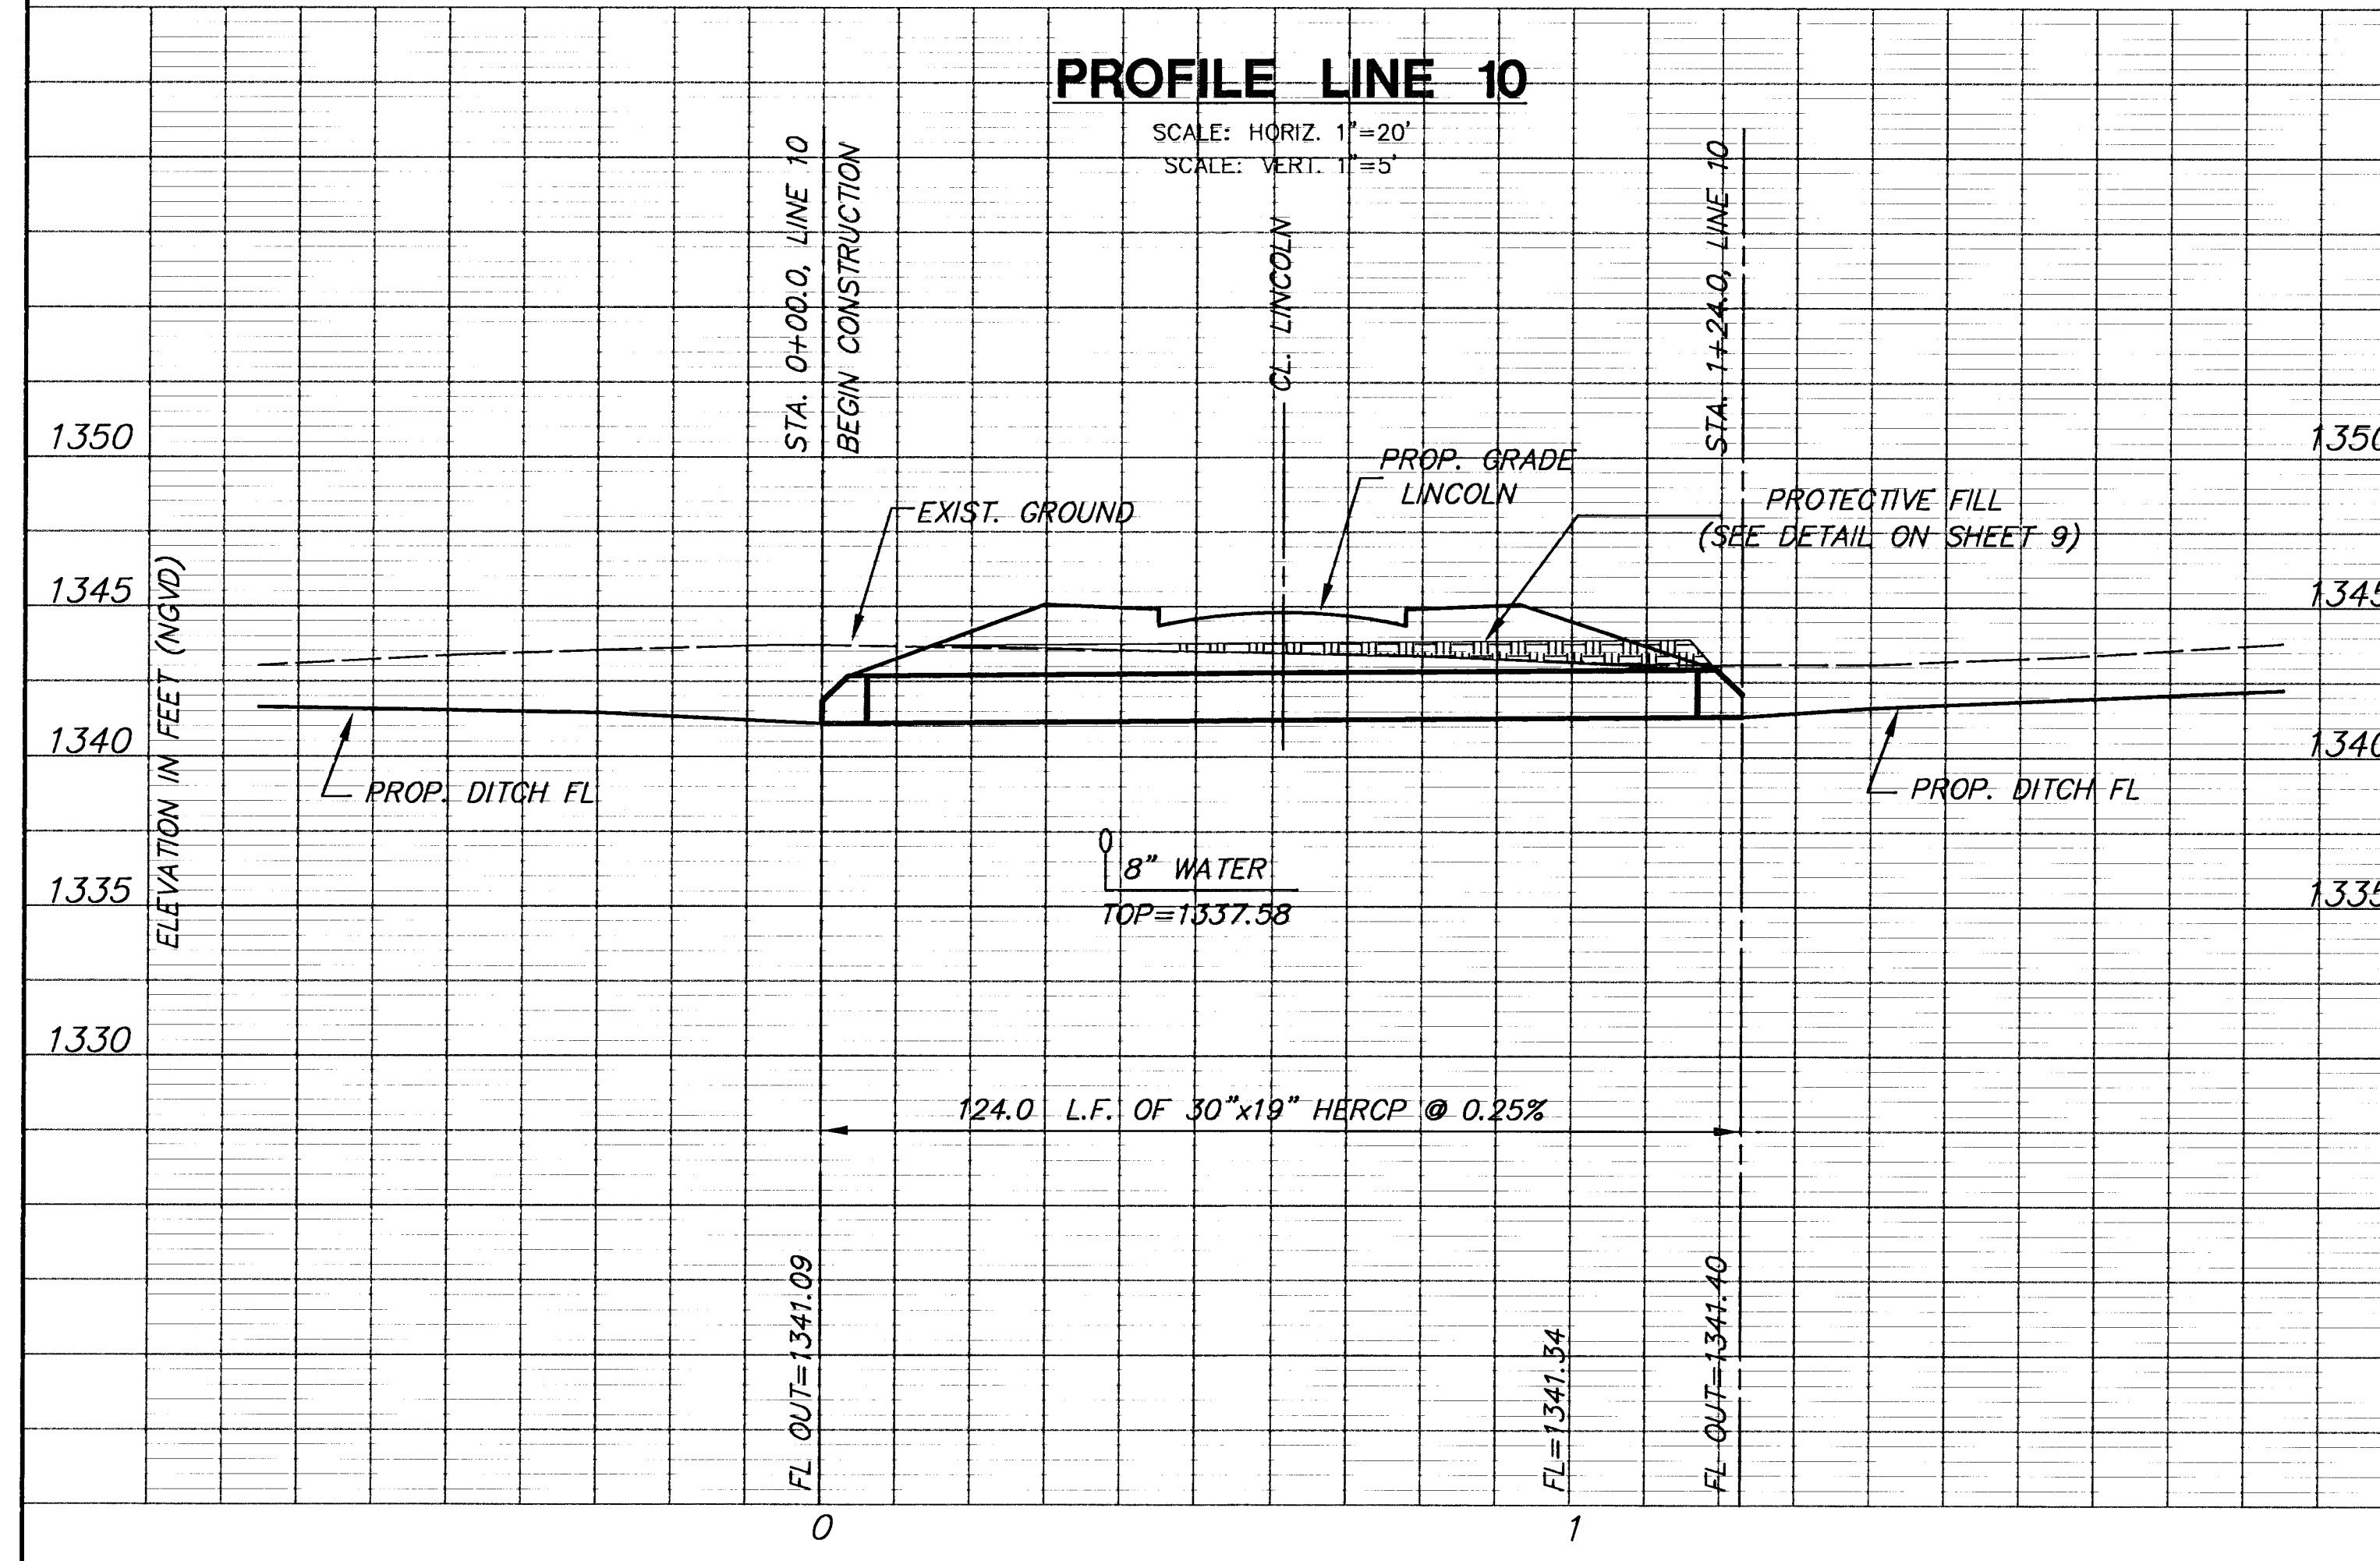 PROFILE LINE 10
SCALE: HORIZ. 1"=20'
SCALE: VERT. 1"=5'
STA. 0+00.0, LINE 10
BEGIN CONSTRUCTION
CL. LINCOLN
STA. 1+24.0, LINE 10
1350
1350
EXIST. GROUND
PROP. GRADE
LINCOLN
PROTECTIVE FILL
(SEE DETAIL ON SHEET 9)
1345
1345
ELEVATION IN FEET (NGVD)
1340
1340
PROP. DITCH FL
PROP. DITCH FL
8" WATER
TOP=1337.58
1335
1335
1330
124.0 L.F. OF 30"x19" HERCP @ 0.25%
FL OUT=1341.09
FL=1341.34
FL OUT=1341.40
0
1